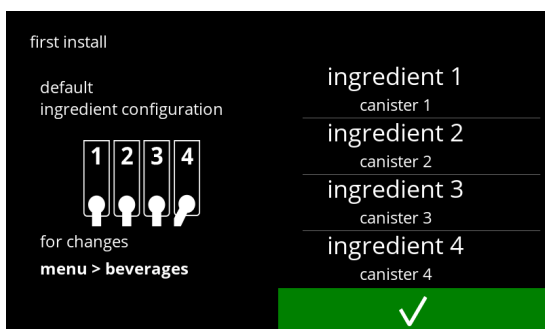 first install
default
ingredient configuration
1 2 3 4
for changes
menu > beverages
ingredient 1
canister 1
ingredient 2
canister 2
ingredient 3
canister 3
ingredient 4
canister 4